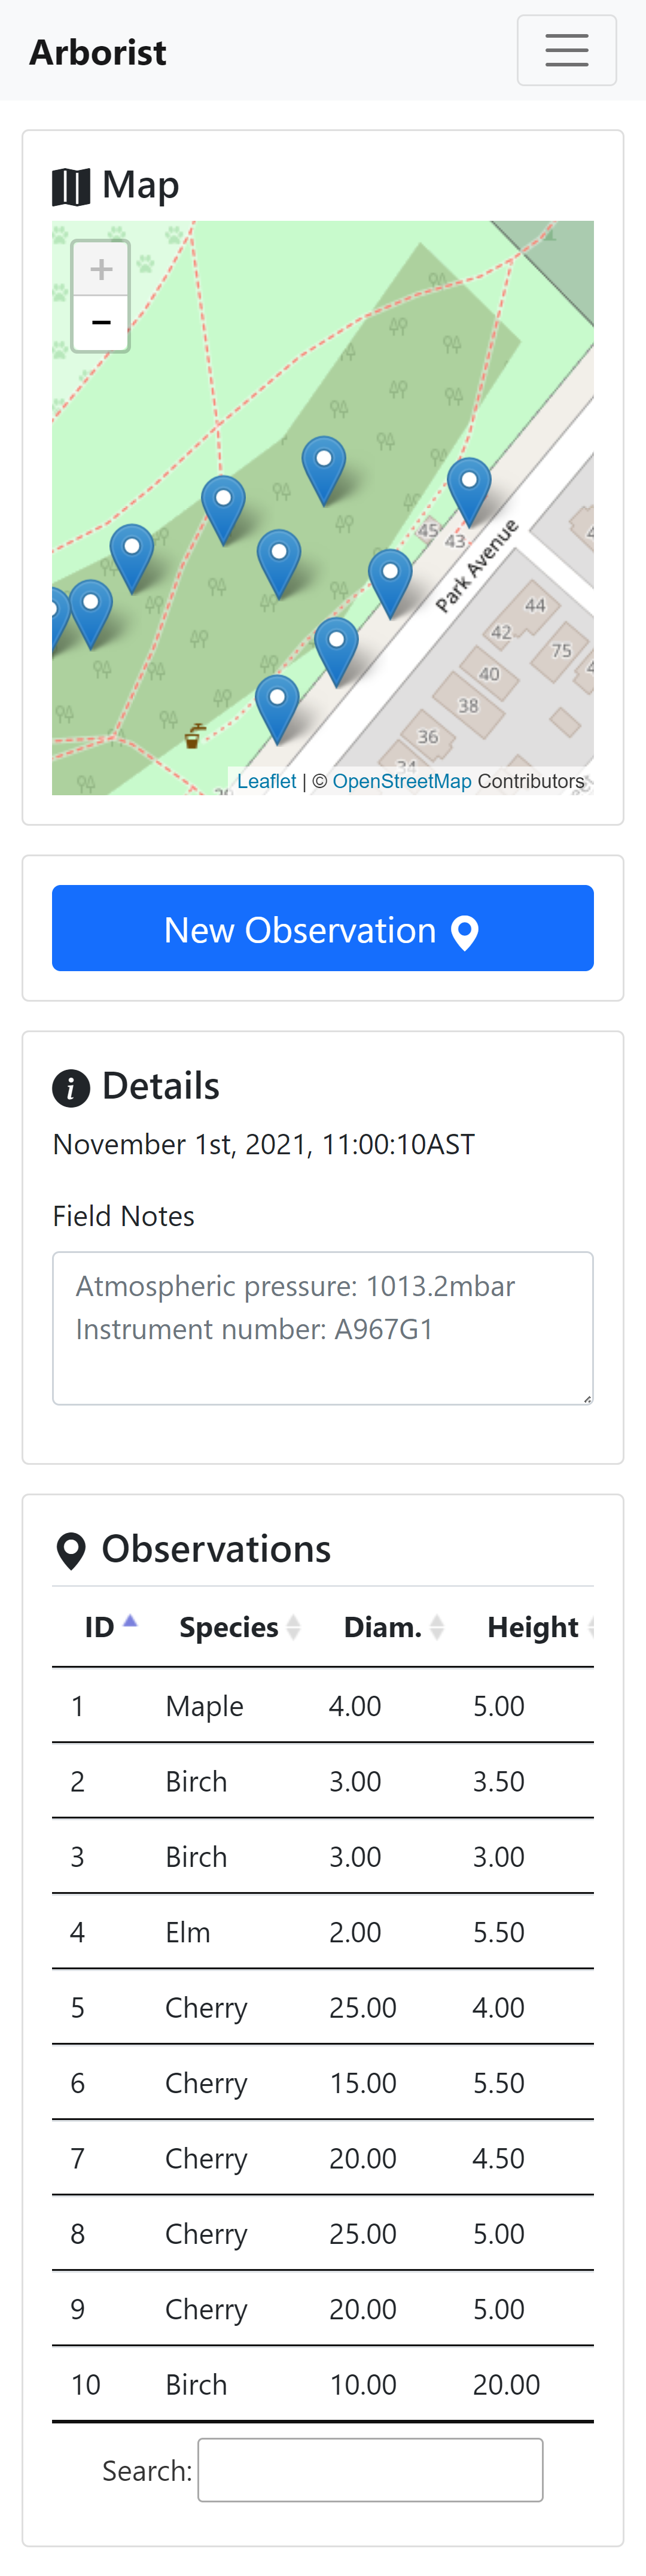 Arborist
Map
+
−
45
43
Park Avenue
44
42
75
40
38
36
34
Leaflet | © OpenStreetMap Contributors
New Observation
Details
November 1st, 2021, 11:00:10AST
Field Notes
Atmospheric pressure: 1013.2mbar
Instrument number: A967G1
Observations
ID Species Diam. Height
1 Maple 4.00 5.00
2 Birch 3.00 3.50
3 Birch 3.00 3.00
4 Elm 2.00 5.50
5 Cherry 25.00 4.00
6 Cherry 15.00 5.50
7 Cherry 20.00 4.50
8 Cherry 25.00 5.00
9 Cherry 20.00 5.00
10 Birch 10.00 20.00
Search: